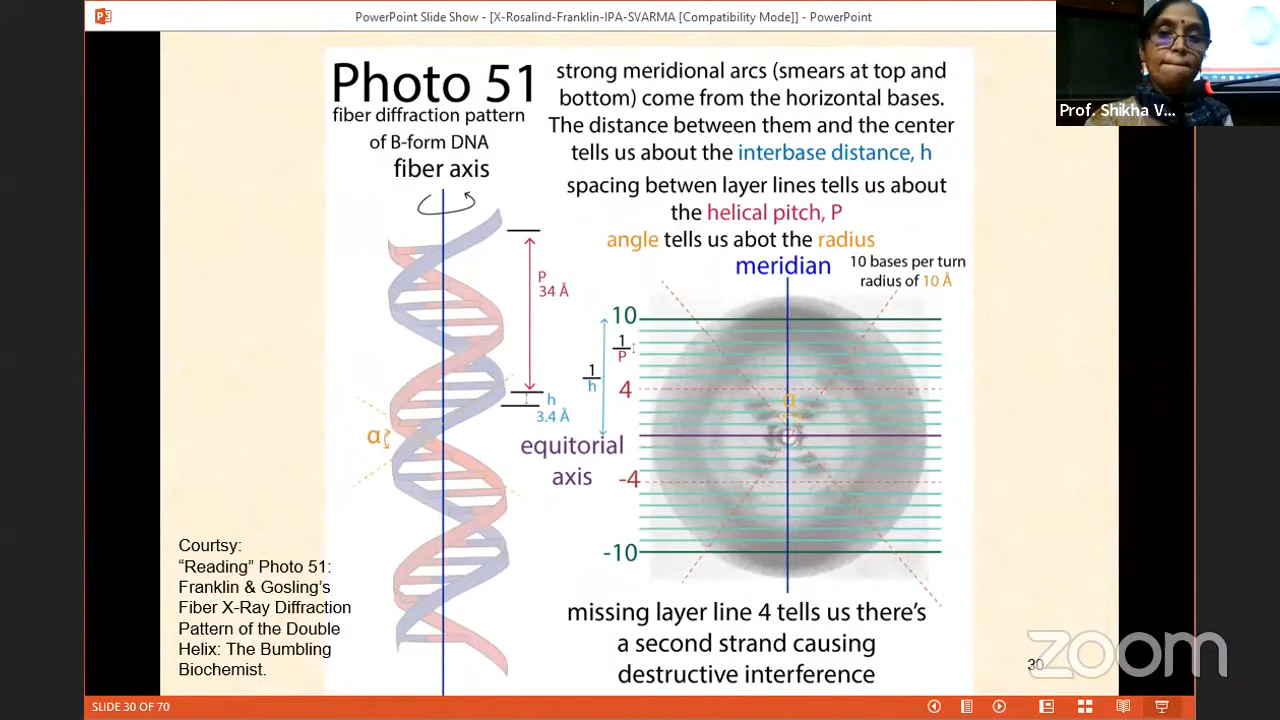 PowerPoint Slide Show - [X-Rosalind-Franklin-IPA-SVARMA [Compatibility Mode]] - PowerPoint
Prof. Shikha V...
Photo 51
fiber diffraction pattern
of B-form DNA
fiber axis
strong meridional arcs (smears at top and
bottom) come from the horizontal bases.
The distance between them and the center
tells us about the interbase distance, h
spacing betwen layer lines tells us about
the helical pitch, P
angle tells us abot the radius
meridian
10 bases per turn
radius of 10 Å
P
34 Å
h
3.4 Å
α
10
1
P
1
h
4
α
equitorial
axis
-4
-10
missing layer line 4 tells us there's
a second strand causing
destructive interference
Courtsy:
“Reading” Photo 51:
Franklin & Gosling’s
Fiber X-Ray Diffraction
Pattern of the Double
Helix: The Bumbling
Biochemist.
30
zoom
SLIDE 30 OF 70